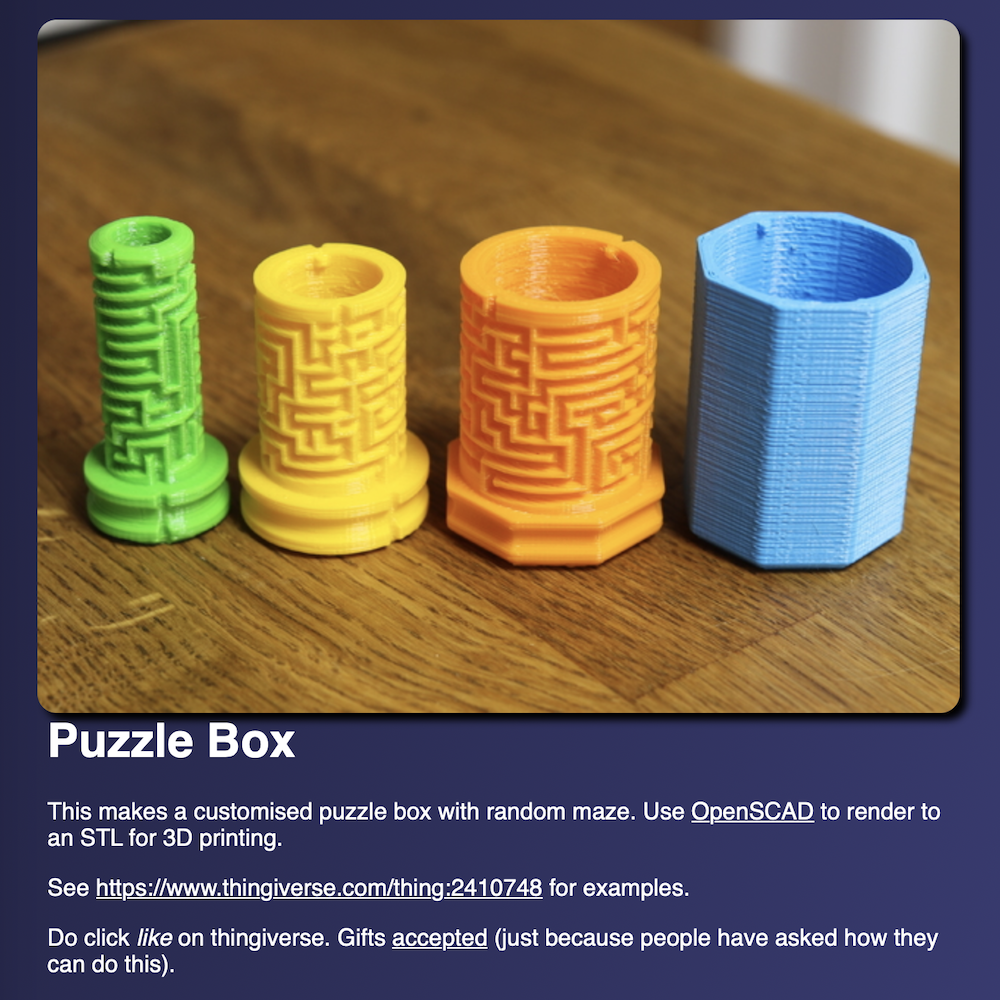 Puzzle Box
This makes a customised puzzle box with random maze. Use OpenSCAD to render to
an STL for 3D printing.
See https://www.thingiverse.com/thing:2410748 for examples.
Do click like on thingiverse. Gifts accepted (just because people have asked how they
can do this).